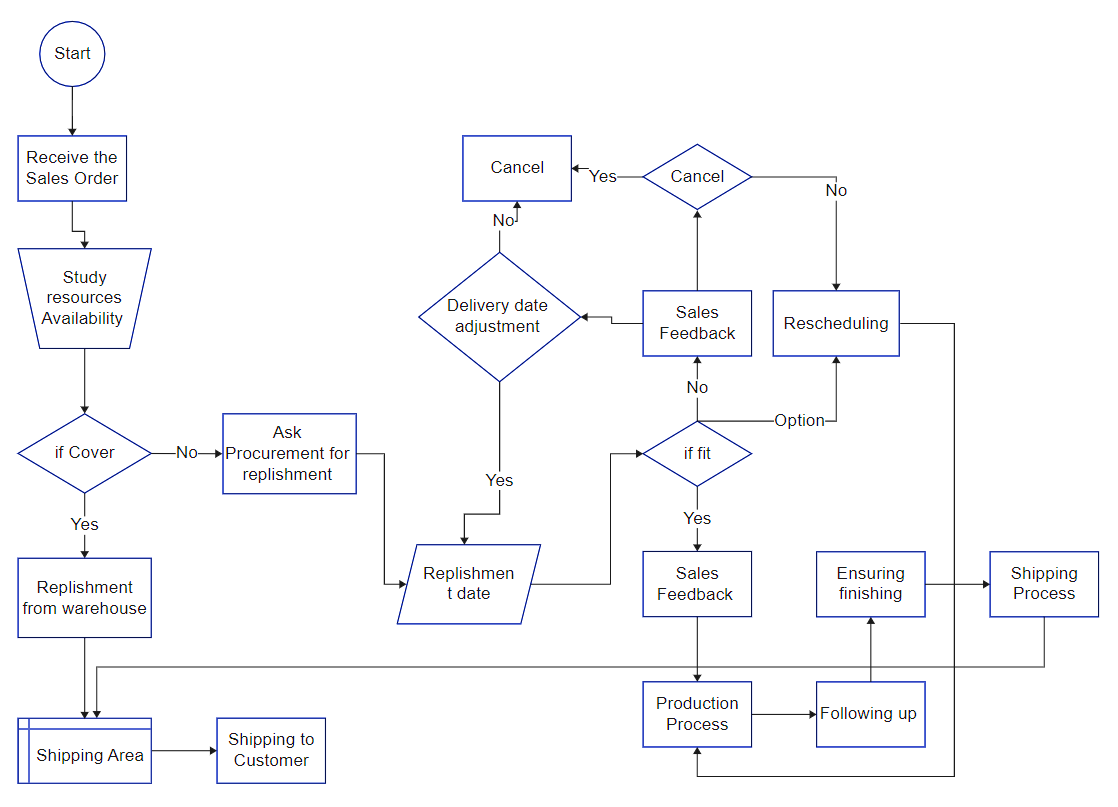 Start
Receive the
Sales Order
Study
resources
Availability
if Cover
No
Ask
Procurement for
replishment
Yes
Replishment
from warehouse
Shipping Area
Shipping to
Customer
Replishmen
t date
Cancel
No
Delivery date
adjustment
Yes
Yes
Cancel
No
Sales
Feedback
Rescheduling
No
Option
if fit
Yes
Sales
Feedback
Production
Process
Following up
Ensuring
finishing
Shipping
Process